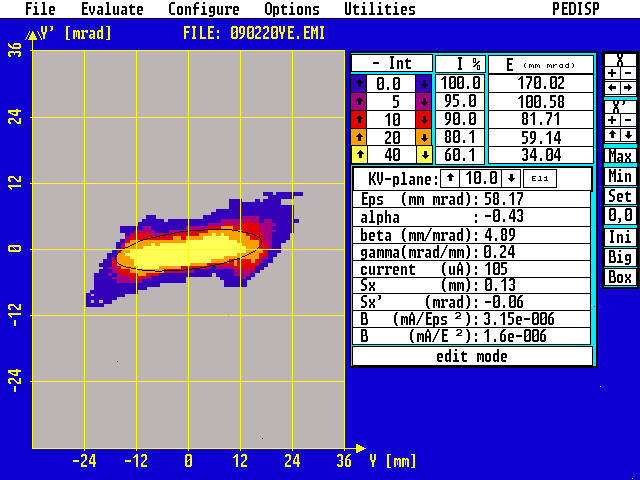 File Evaluate Configure Options Utilities PEDISP
Y' [mrad] FILE: 090220YE.EMI
36
24
12
0
-12
-24
-24 -12 0 12 24 36 Y [mm]
- Int I % E (mm mrad)
0.0 100.0 170.02
5 95.0 100.58
10 90.0 81.71
20 80.1 59.14
40 60.1 34.04
KV-plane: 10.0 Ell
Eps (mm mrad): 58.17
alpha : -0.43
beta (mm/mrad): 4.89
gamma(mrad/mm): 0.24
current (uA): 105
Sx (mm): 0.13
Sx' (mrad): -0.06
B (mA/Eps ²): 3.15e-006
B (mA/E ²): 1.6e-006
edit mode
X
+ -
X'
+ -
Max
Min
Set
0,0
Ini
Big
Box